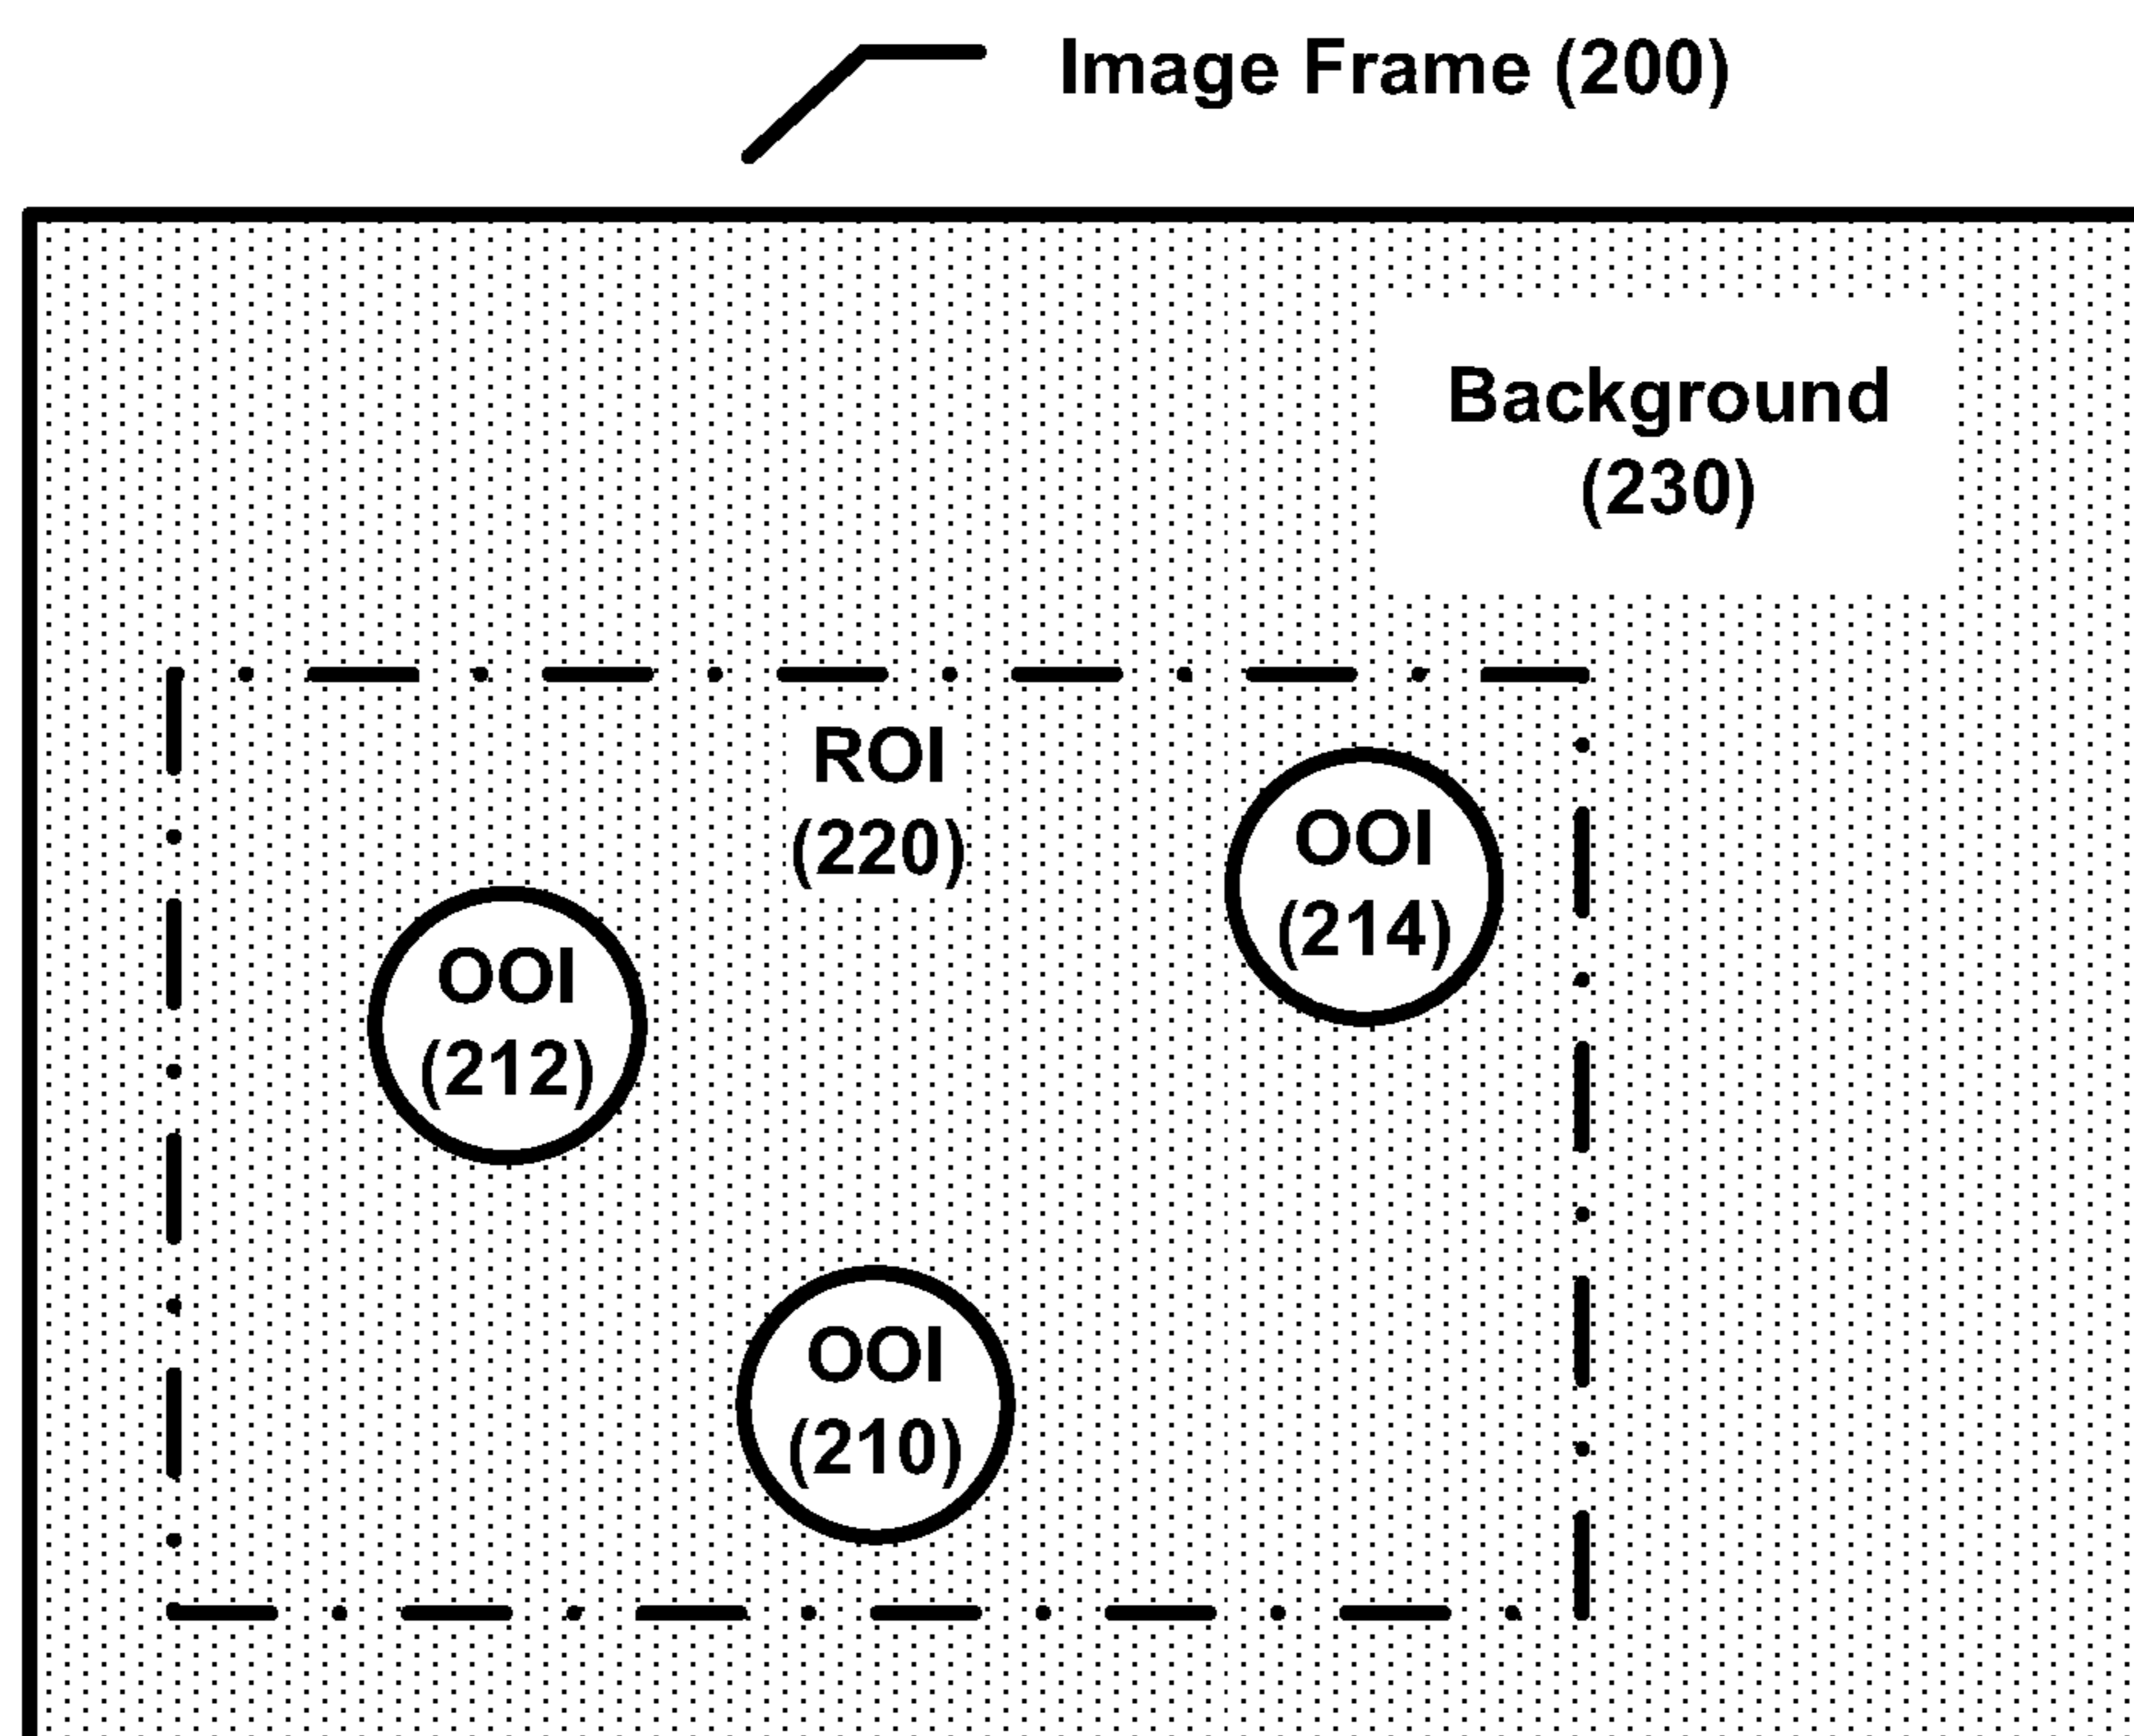 Image Frame (200)
Background
(230)
ROI
(220)
OOI
(214)
OOI
(212)
OOI
(210)